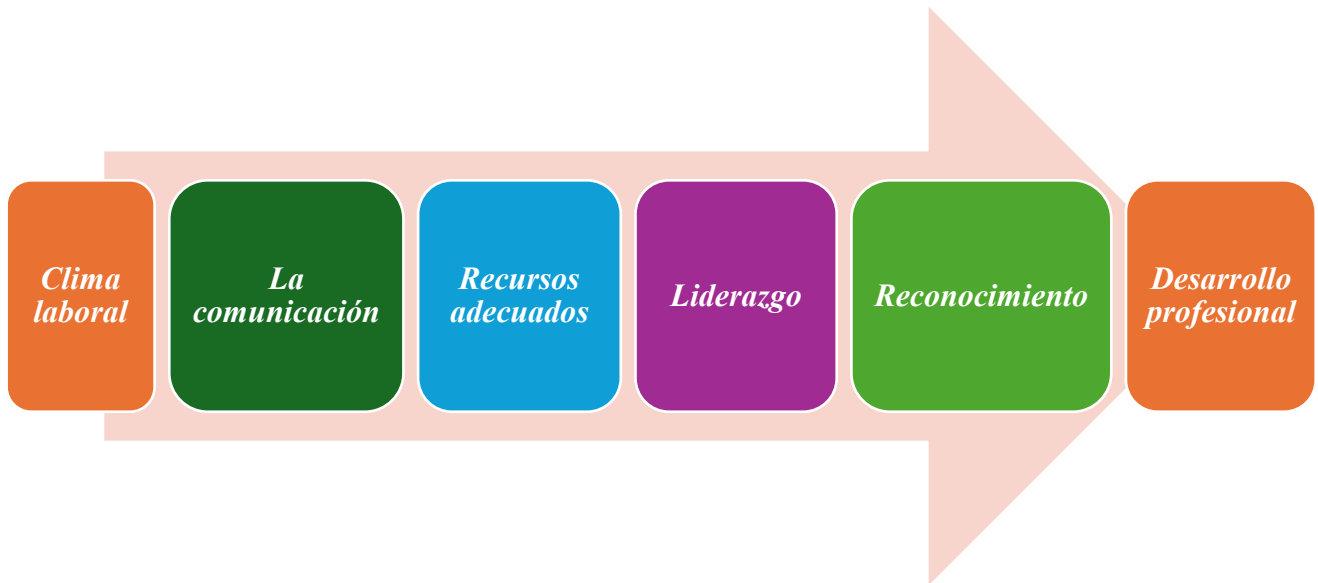 Clima
laboral
La
comunicación
Recursos
adecuados
Liderazgo
Reconocimiento
Desarrollo
profesional